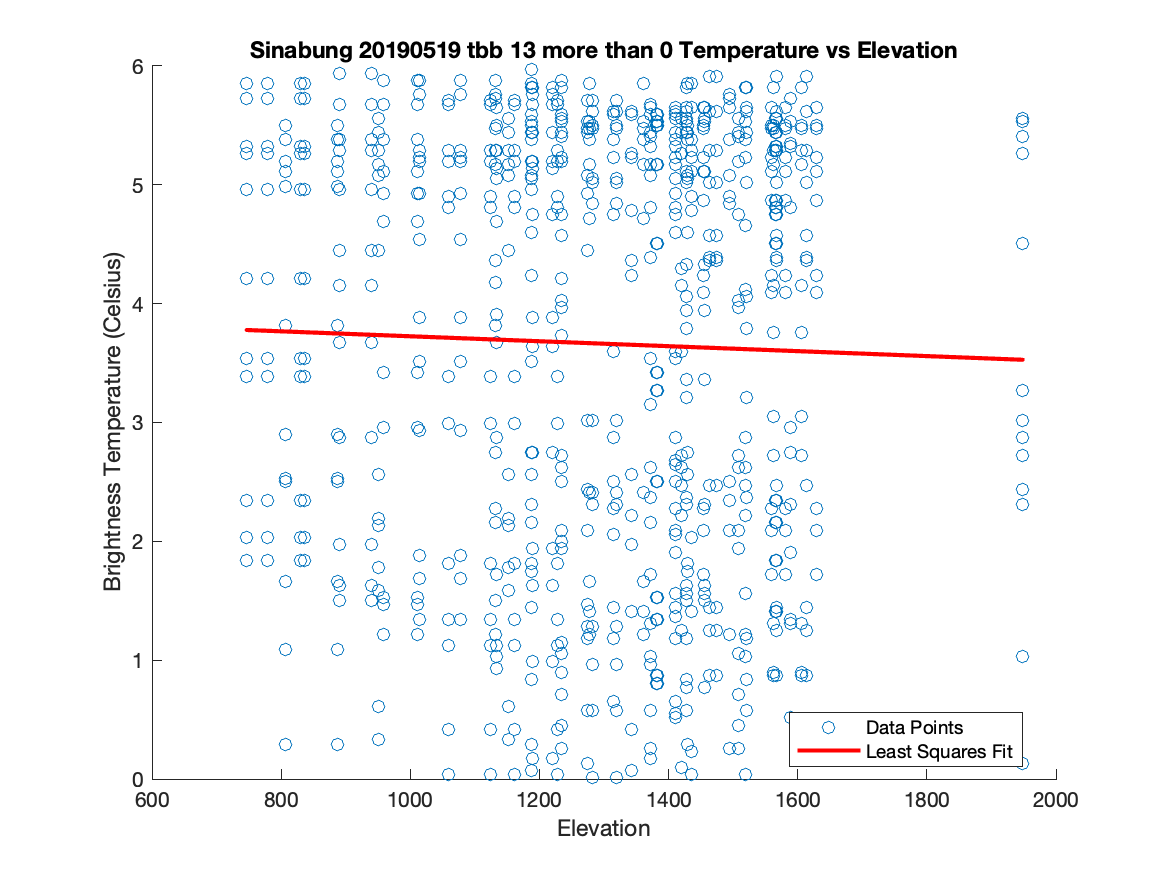 Sinabung 20190519 tbb 13 more than 0 Temperature vs Elevation
6
5
4
3
2
1
0
Brightness Temperature (Celsius)
600 800 1000 1200 1400 1600 1800 2000
Elevation
Data Points
Least Squares Fit